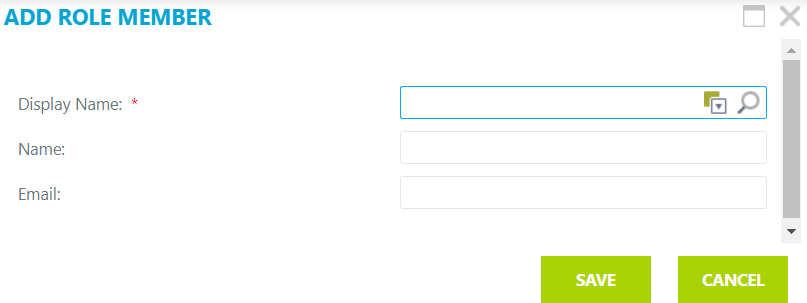 ADD ROLE MEMBER
Display Name: *
Name:
Email:
SAVE CANCEL